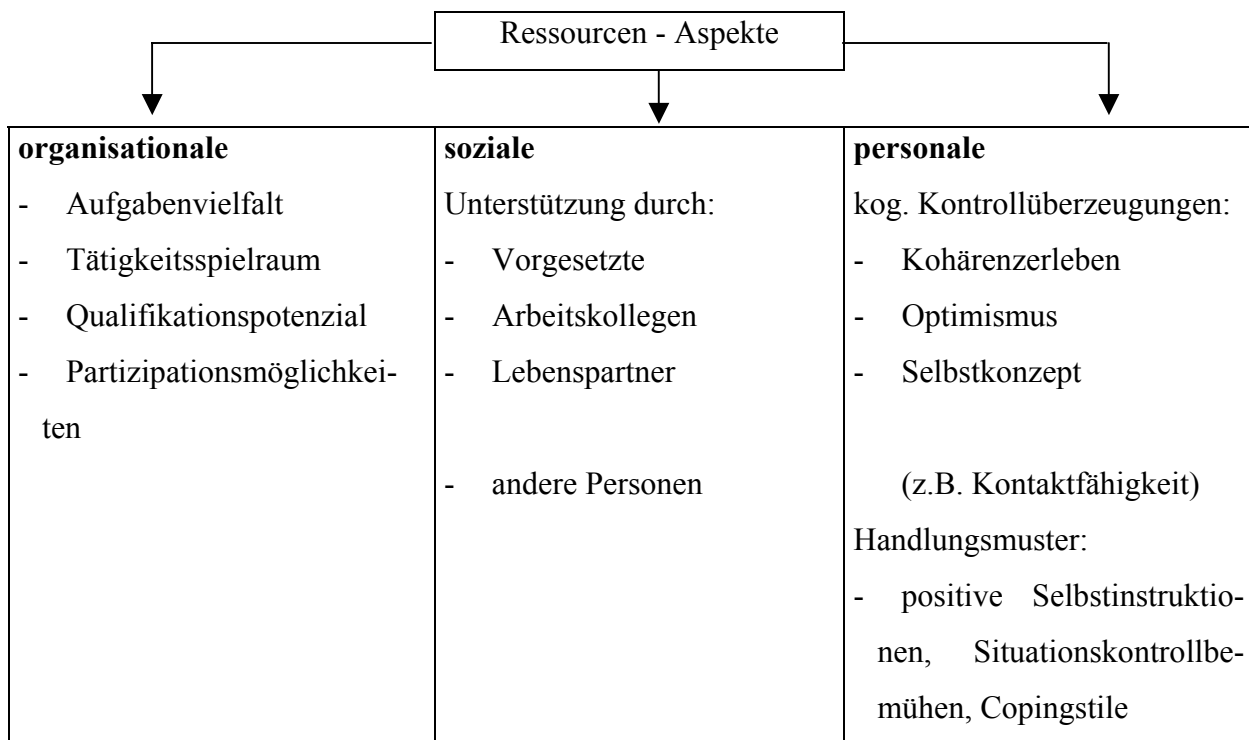 Ressourcen - Aspekte
organisationale
- Aufgabenvielfalt
- Tätigkeitsspielraum
- Qualifikationspotenzial
- Partizipationsmöglichkei-
ten
soziale
Unterstützung durch:
- Vorgesetzte
- Arbeitskollegen
- Lebenspartner
- andere Personen
personale
kog. Kontrollüberzeugungen:
- Kohärenzerleben
- Optimismus
- Selbstkonzept
(z.B. Kontaktfähigkeit)
Handlungsmuster:
- positive Selbstinstruktio-
nen, Situationskontrollbe-
mühen, Copingstile